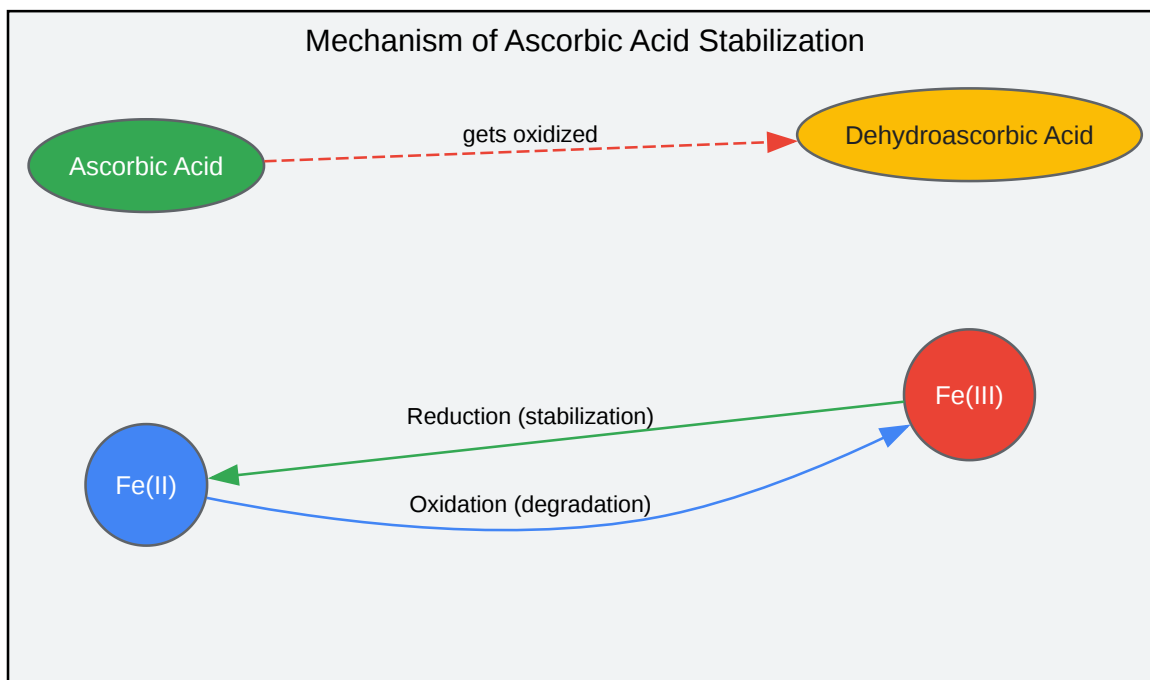 Mechanism of Ascorbic Acid Stabilization
gets oxidized
Ascorbic Acid
Dehydroascorbic Acid
Fe(III)
Reduction (stabilization)
Fe(II)
Oxidation (degradation)